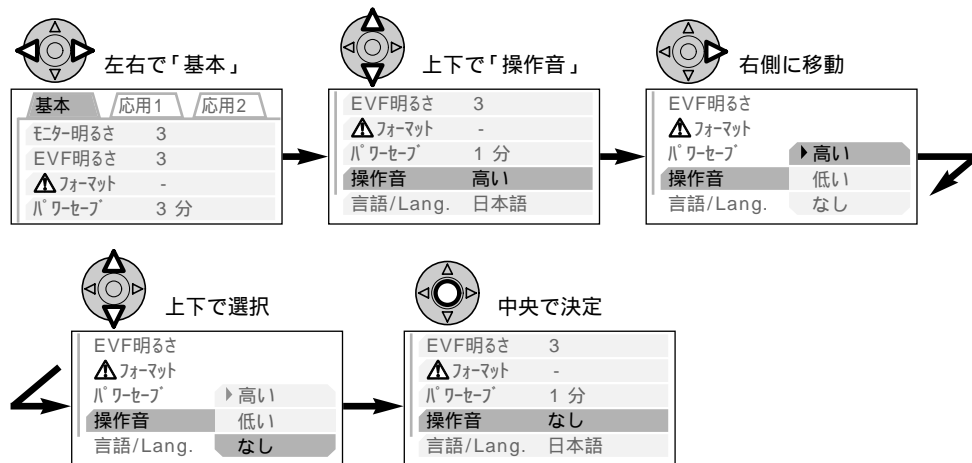 左右で「基本」
基本 応用1 応用2
モニター明るさ 3
EVF明るさ 3
フォーマット -
パワーセーブ 3 分
上下で「操作音」
EVF明るさ 3
フォーマット -
パワーセーブ 1 分
操作音 高い
言語/Lang. 日本語
右側に移動
EVF明るさ
フォーマット
パワーセーブ 高い
操作音 低い
言語/Lang. なし
上下で選択
EVF明るさ
フォーマット
パワーセーブ 高い
操作音 低い
言語/Lang. なし
中央で決定
EVF明るさ 3
フォーマット -
パワーセーブ 1 分
操作音 なし
言語/Lang. 日本語